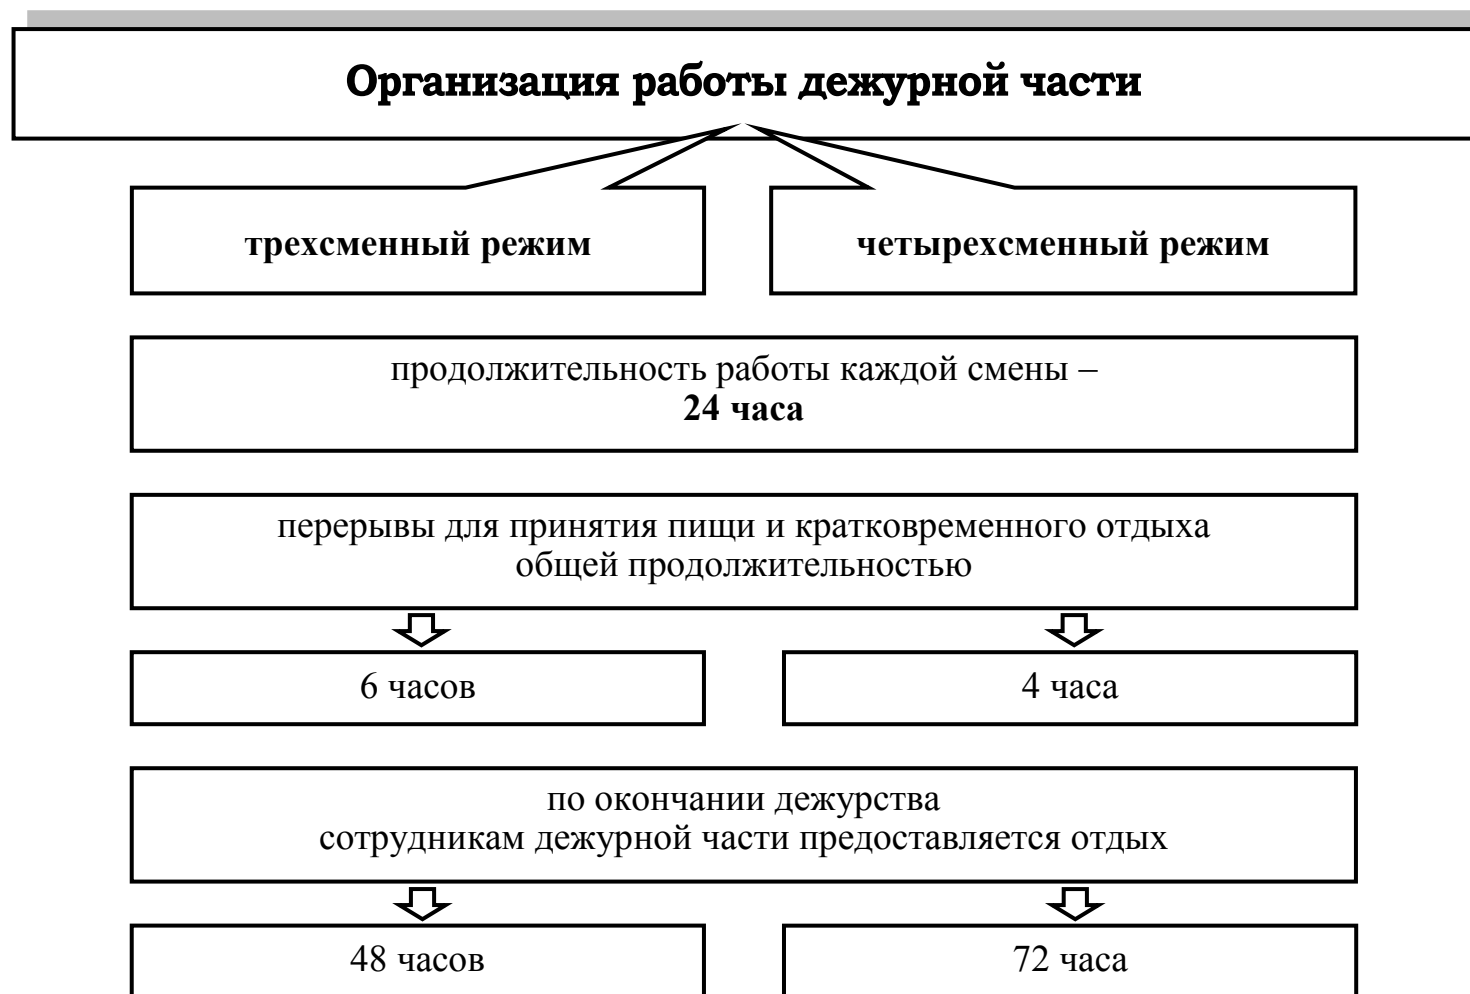 Организация работы дежурной части
трехсменный режим
четырехсменный режим
продолжительность работы каждой смены –
24 часа
перерывы для принятия пищи и кратковременного отдыха
общей продолжительностью
6 часов
4 часа
по окончании дежурства
сотрудникам дежурной части предоставляется отдых
48 часов
72 часа